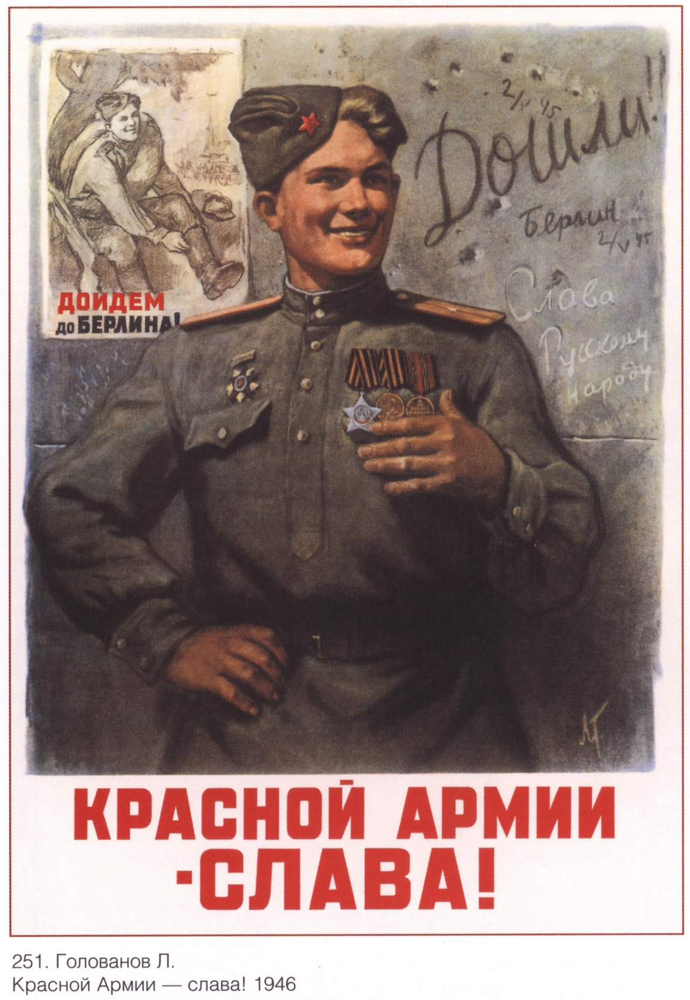 ДОЙДЕМ
до БЕРЛИНА!
2/V 45
Дошли!!
Берлин
2/V 45
Слава
Русскому
народу
ЛГ
КРАСНОЙ АРМИИ
-СЛАВА!
251. Голованов Л.
Красной Армии — слава! 1946